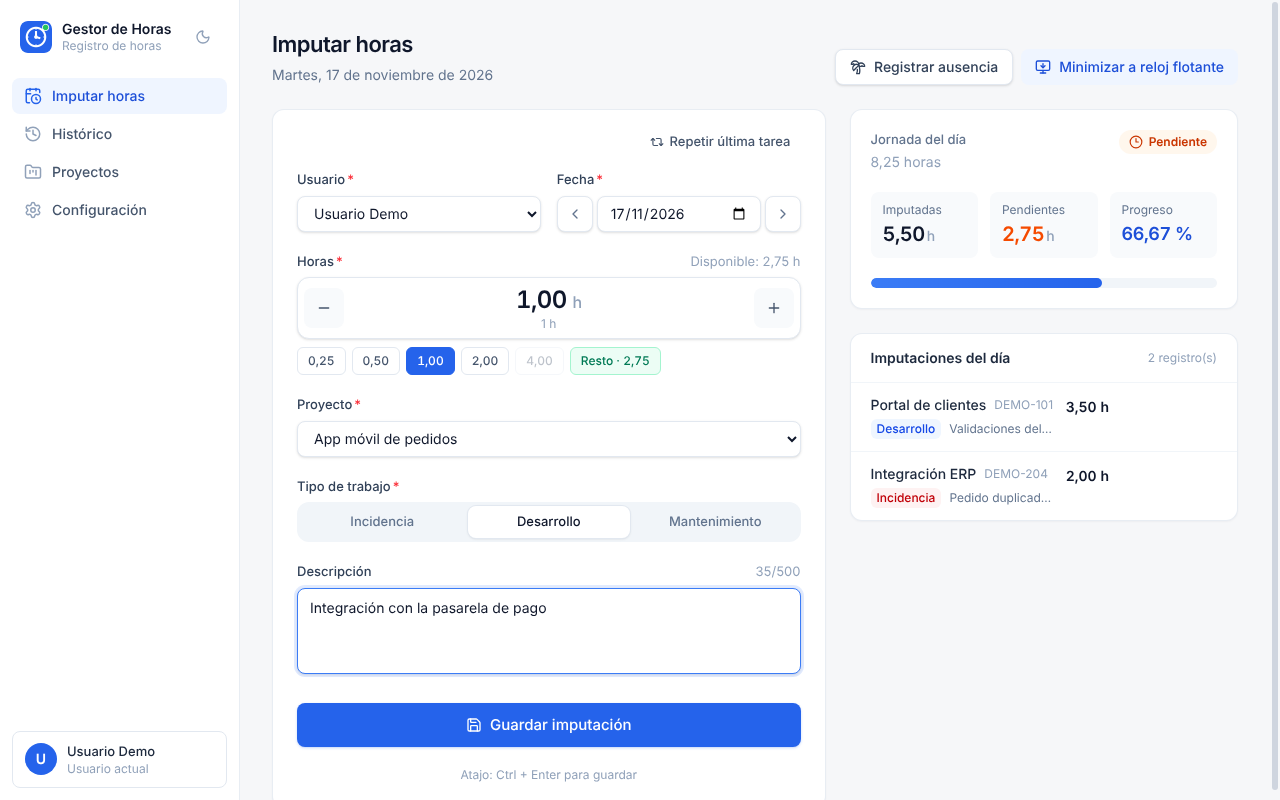 Gestor de Horas
Registro de horas
Imputar horas
Histórico
Proyectos
Configuración
U
Usuario Demo
Usuario actual
Imputar horas
Martes, 17 de noviembre de 2026
Registrar ausencia
Minimizar a reloj flotante
Repetir última tarea
Usuario *
Fecha *
Usuario Demo
17/11/2026
Horas *
Disponible: 2,75 h
− 1,00 h +
1 h
0,25 0,50 1,00 2,00 4,00 Resto · 2,75
Proyecto *
App móvil de pedidos
Tipo de trabajo *
Incidencia Desarrollo Mantenimiento
Descripción 35/500
Integración con la pasarela de pago
Guardar imputación
Atajo: Ctrl + Enter para guardar
Jornada del día
Pendiente
8,25 horas
Imputadas Pendientes Progreso
5,50 h 2,75 h 66,67 %
Imputaciones del día 2 registro(s)
Portal de clientes DEMO-101 3,50 h
Desarrollo Validaciones del...
Integración ERP DEMO-204 2,00 h
Incidencia Pedido duplicad...